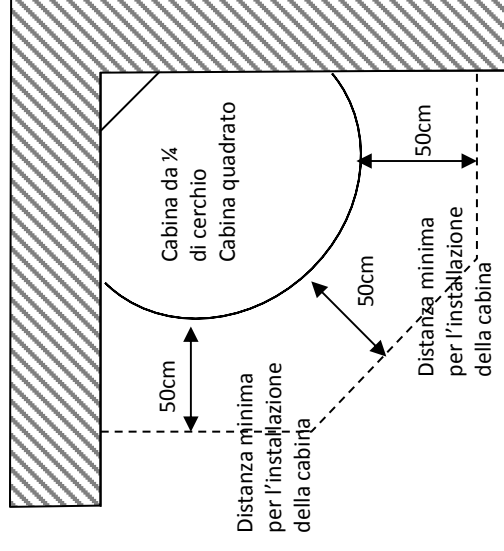 Cabina da ¼
di cerchio
Cabina quadrato
50cm
Distanza minima
per l'installazione
della cabina
50cm
50cm
Distanza minima
per l'installazione
della cabina